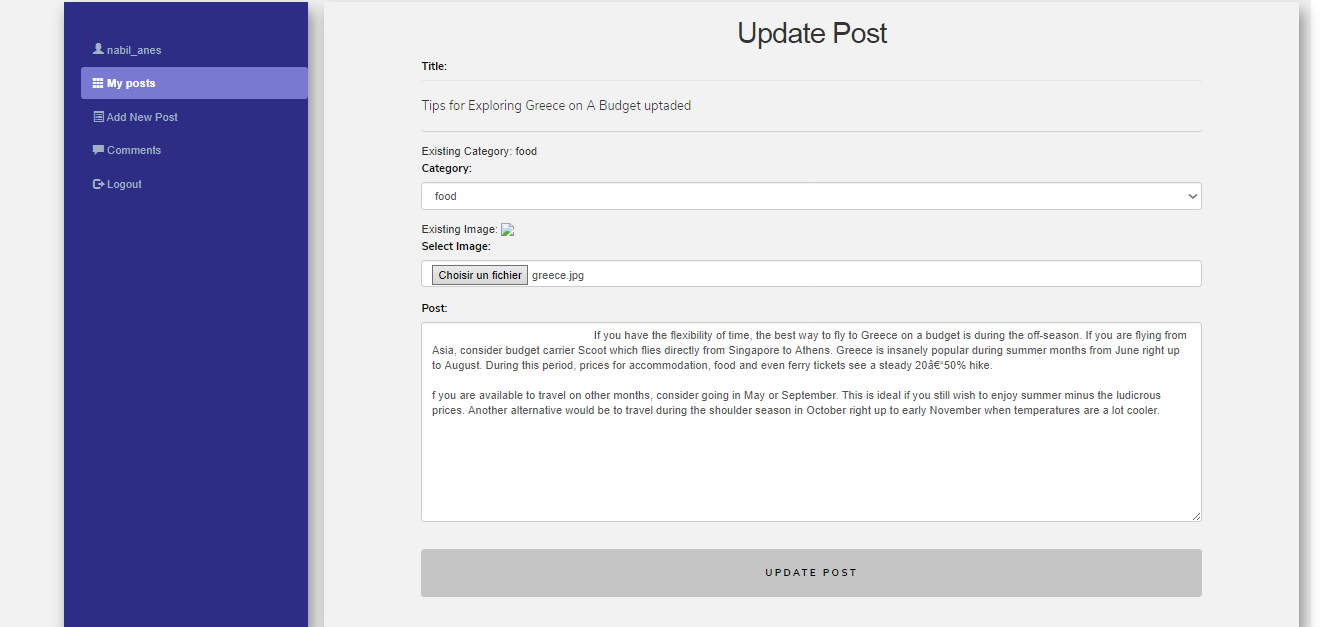 nabil_anes
My posts
Add New Post
Comments
Logout
Update Post
Title:
Tips for Exploring Greece on A Budget uptaded
Existing Category: food
Category:
food
Existing Image:
Select Image:
Choisir un fichier greece.jpg
Post:
If you have the flexibility of time, the best way to fly to Greece on a budget is during the off-season. If you are flying from
Asia, consider budget carrier Scoot which flies directly from Singapore to Athens. Greece is insanely popular during summer months from June right up
to August. During this period, prices for accommodation, food and even ferry tickets see a steady 20â€“50% hike.
f you are available to travel on other months, consider going in May or September. This is ideal if you still wish to enjoy summer minus the ludicrous
prices. Another alternative would be to travel during the shoulder season in October right up to early November when temperatures are a lot cooler.
UPDATE POST